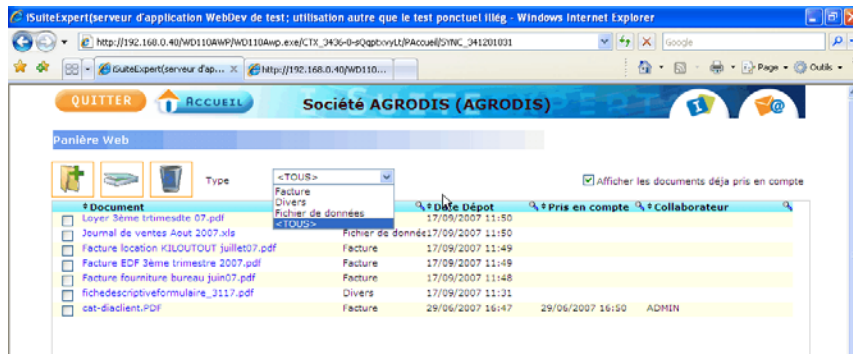 iSuiteExpert(serveur d'application WebDev de test; utilisation autre que le test ponctuel illég - Windows Internet Explorer
http://192.168.0.40/WD110AWP/WD110Awp.exe/CTX_3436-0-sQqptxvyLt/PAccueil/SYNC_341201031
Google
iSuiteExpert(serveur d'ap... http://192.168.0.40/WD110... Page Outils
QUITTER ACCUEIL Société AGRODIS (AGRODIS)
Panière Web
Type <TOUS> Afficher les documents déja pris en compte
Facture
Divers
Fichier de données
<TOUS>
Document Date Dépôt Pris en compte Collaborateur
Loyer 3ème trtimesdte 07.pdf 17/09/2007 11:50
Journal de ventes Aout 2007.xls Fichier de données 17/09/2007 11:50
Facture location KILOUTOUT juillet07.pdf Facture 17/09/2007 11:49
Facture EDF 3ème trimestre 2007.pdf Facture 17/09/2007 11:49
Facture fourniture bureau juin07.pdf Facture 17/09/2007 11:48
fichedescriptiveformulaire_3117.pdf Divers 17/09/2007 11:31
cat-diaclient.PDF Facture 29/06/2007 16:47 29/06/2007 16:50 ADMIN